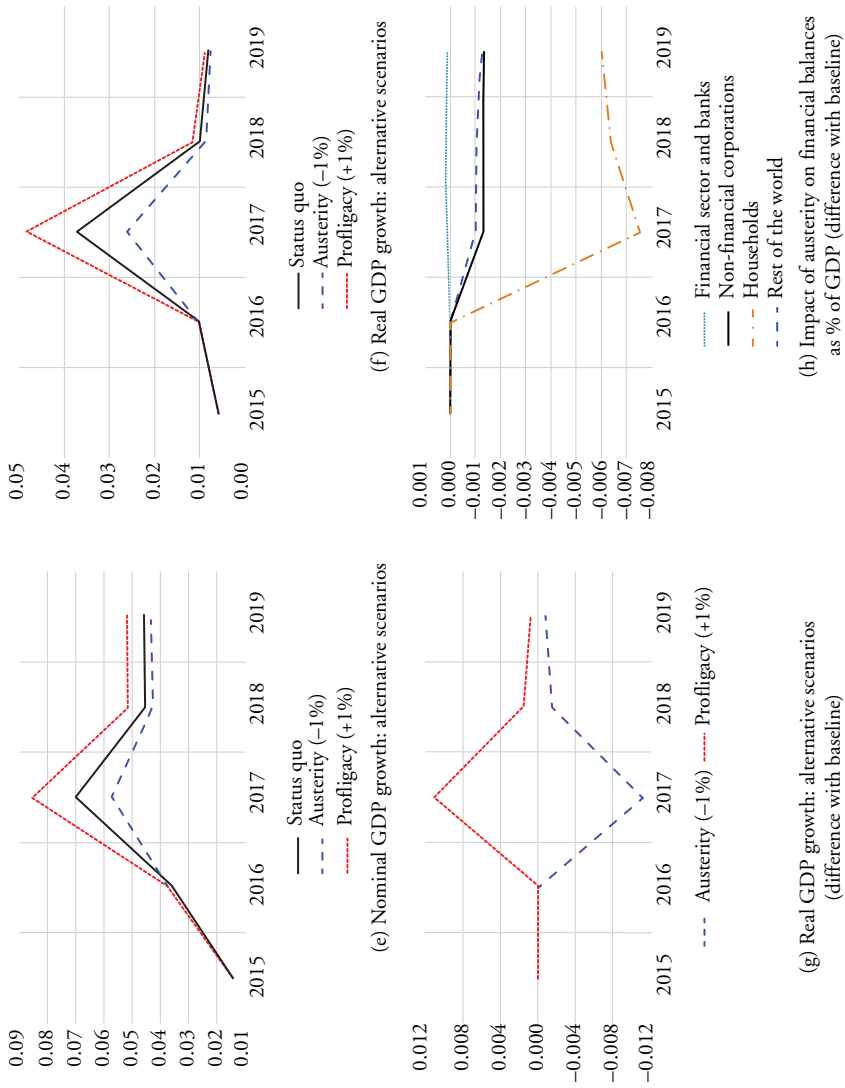 0.09
0.08
0.07
0.06
0.05
0.04
0.03
0.02
0.01
2015 2016 2017 2018 2019
Status quo
Austerity (–1%)
Profligacy (+1%)
(e) Nominal GDP growth: alternative scenarios
0.05
0.04
0.03
0.02
0.01
0.00
2015 2016 2017 2018 2019
Status quo
Austerity (–1%)
Profligacy (+1%)
(f) Real GDP growth: alternative scenarios
0.012
0.008
0.004
0.000
–0.004
–0.008
–0.012
2015 2016 2017 2018 2019
Austerity (–1%) Profligacy (+1%)
(g) Real GDP growth: alternative scenarios
(difference with baseline)
0.001
0.000
–0.001
–0.002
–0.003
–0.004
–0.005
–0.006
–0.007
–0.008
2015 2016 2017 2018 2019
Financial sector and banks
Non-financial corporations
Households
Rest of the world
(h) Impact of austerity on financial balances
as % of GDP (difference with baseline)